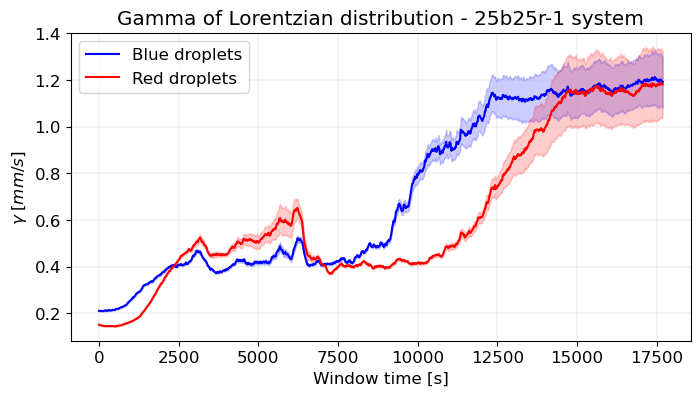 Gamma of Lorentzian distribution - 25b25r-1 system
γ [mm/s]
1.4
1.2
1.0
0.8
0.6
0.4
0.2
Blue droplets
Red droplets
0 2500 5000 7500 10000 12500 15000 17500
Window time [s]